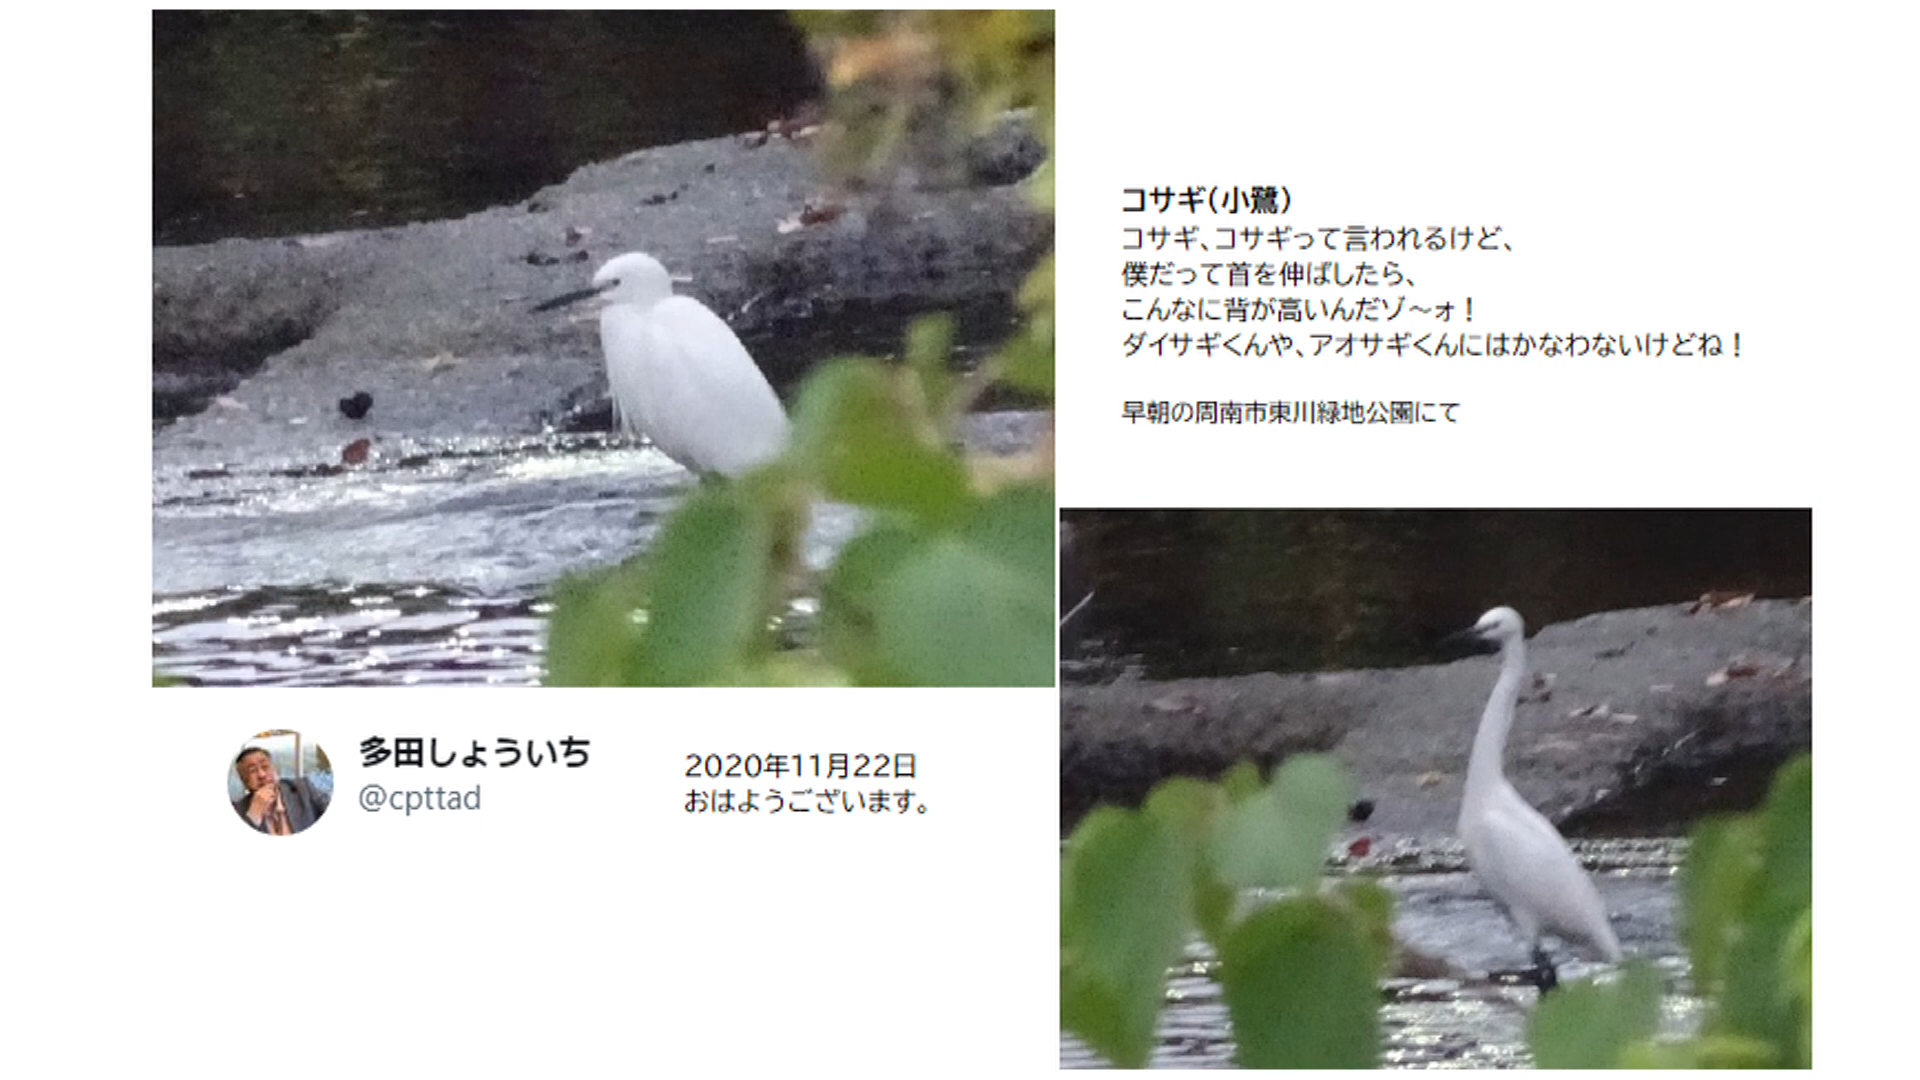 コサギ(小鷺)
コサギ、コサギって言われるけど、
僕だって首を伸ばしたら、
こんなに背が高いんだゾ～ォ！
ダイサギくんや、アオサギくんにはかなわないけどね！
早朝の周南市東川緑地公園にて
多田しょういち
@cpttad
2020年11月22日
おはようございます。